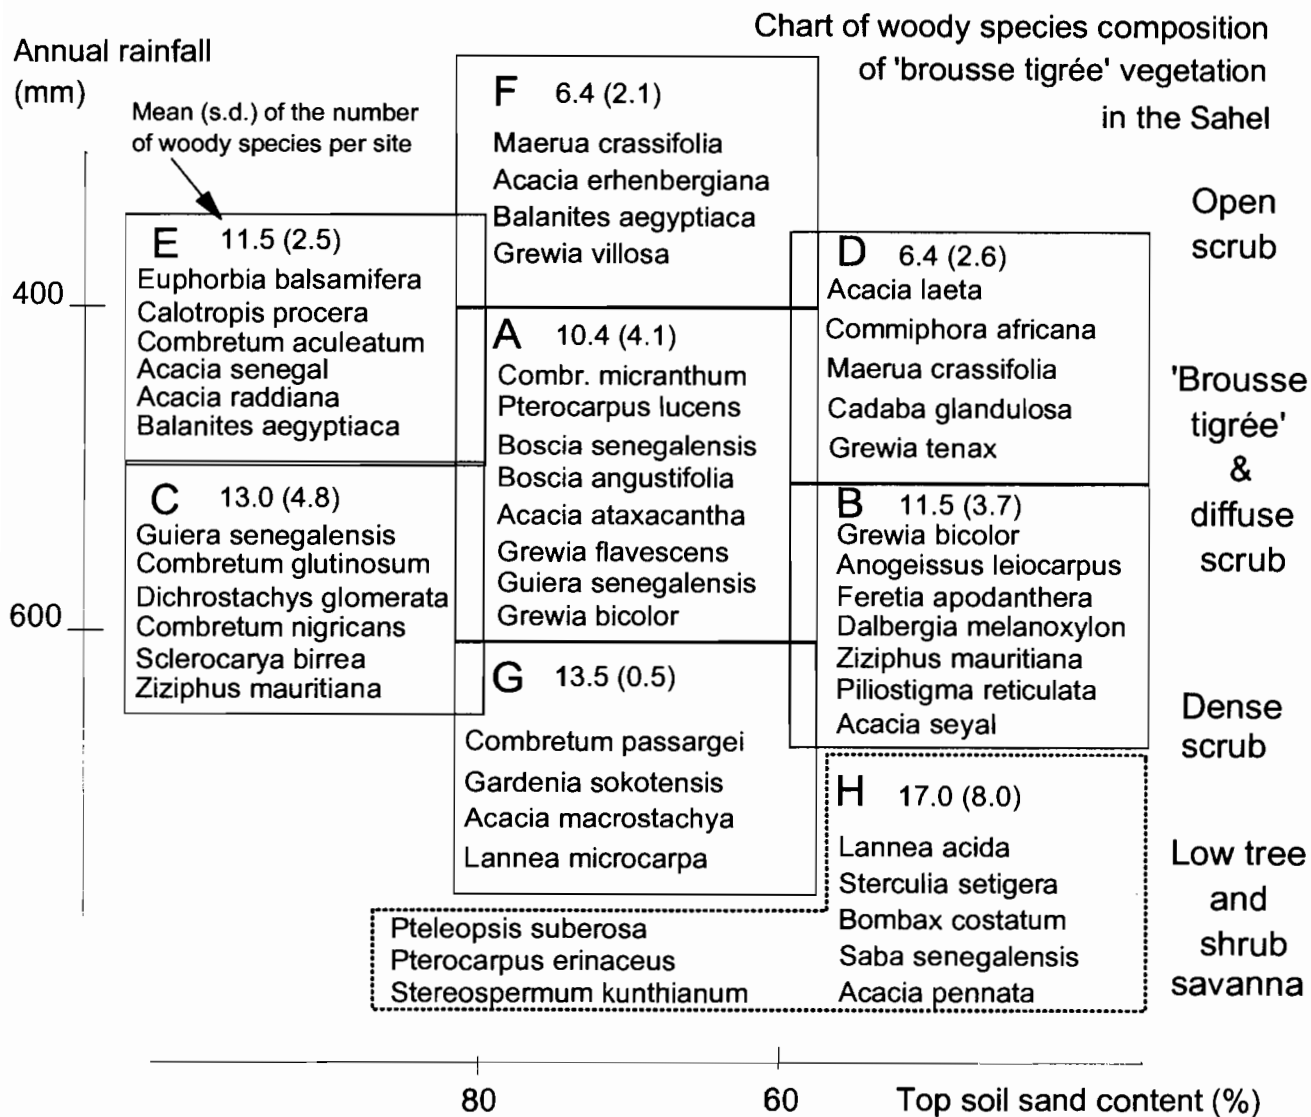 Chart of woody species composition
of 'brousse tigrée' vegetation
in the Sahel
Annual rainfall
(mm)
Mean (s.d.) of the number
of woody species per site
400
600
F 6.4 (2.1)
Maerua crassifolia
Acacia erhenbergiana
Balanites aegyptiaca
Grewia villosa
E 11.5 (2.5)
Euphorbia balsamifera
Calotropis procera
Combretum aculeatum
Acacia senegal
Acacia raddiana
Balanites aegyptiaca
A 10.4 (4.1)
Combr. micranthum
Pterocarpus lucens
Boscia senegalensis
Boscia angustifolia
Acacia ataxacantha
Grewia flavescens
Guiera senegalensis
Grewia bicolor
D 6.4 (2.6)
Acacia laeta
Commiphora africana
Maerua crassifolia
Cadaba glandulosa
Grewia tenax
C 13.0 (4.8)
Guiera senegalensis
Combretum glutinosum
Dichrostachys glomerata
Combretum nigricans
Sclerocarya birrea
Ziziphus mauritiana
B 11.5 (3.7)
Grewia bicolor
Anogeissus leiocarpus
Feretia apodanthera
Dalbergia melanoxylon
Ziziphus mauritiana
Piliostigma reticulata
Acacia seyal
G 13.5 (0.5)
Combretum passargei
Gardenia sokotensis
Acacia macrostachya
Lannea microcarpa
H 17.0 (8.0)
Lannea acida
Sterculia setigera
Bombax costatum
Saba senegalensis
Acacia pennata
Pteleopsis suberosa
Pterocarpus erinaceus
Stereospermum kunthianum
Open
scrub
'Brousse
tigrée'
&
diffuse
scrub
Dense
scrub
Low tree
and
shrub
savanna
80
60
Top soil sand content (%)